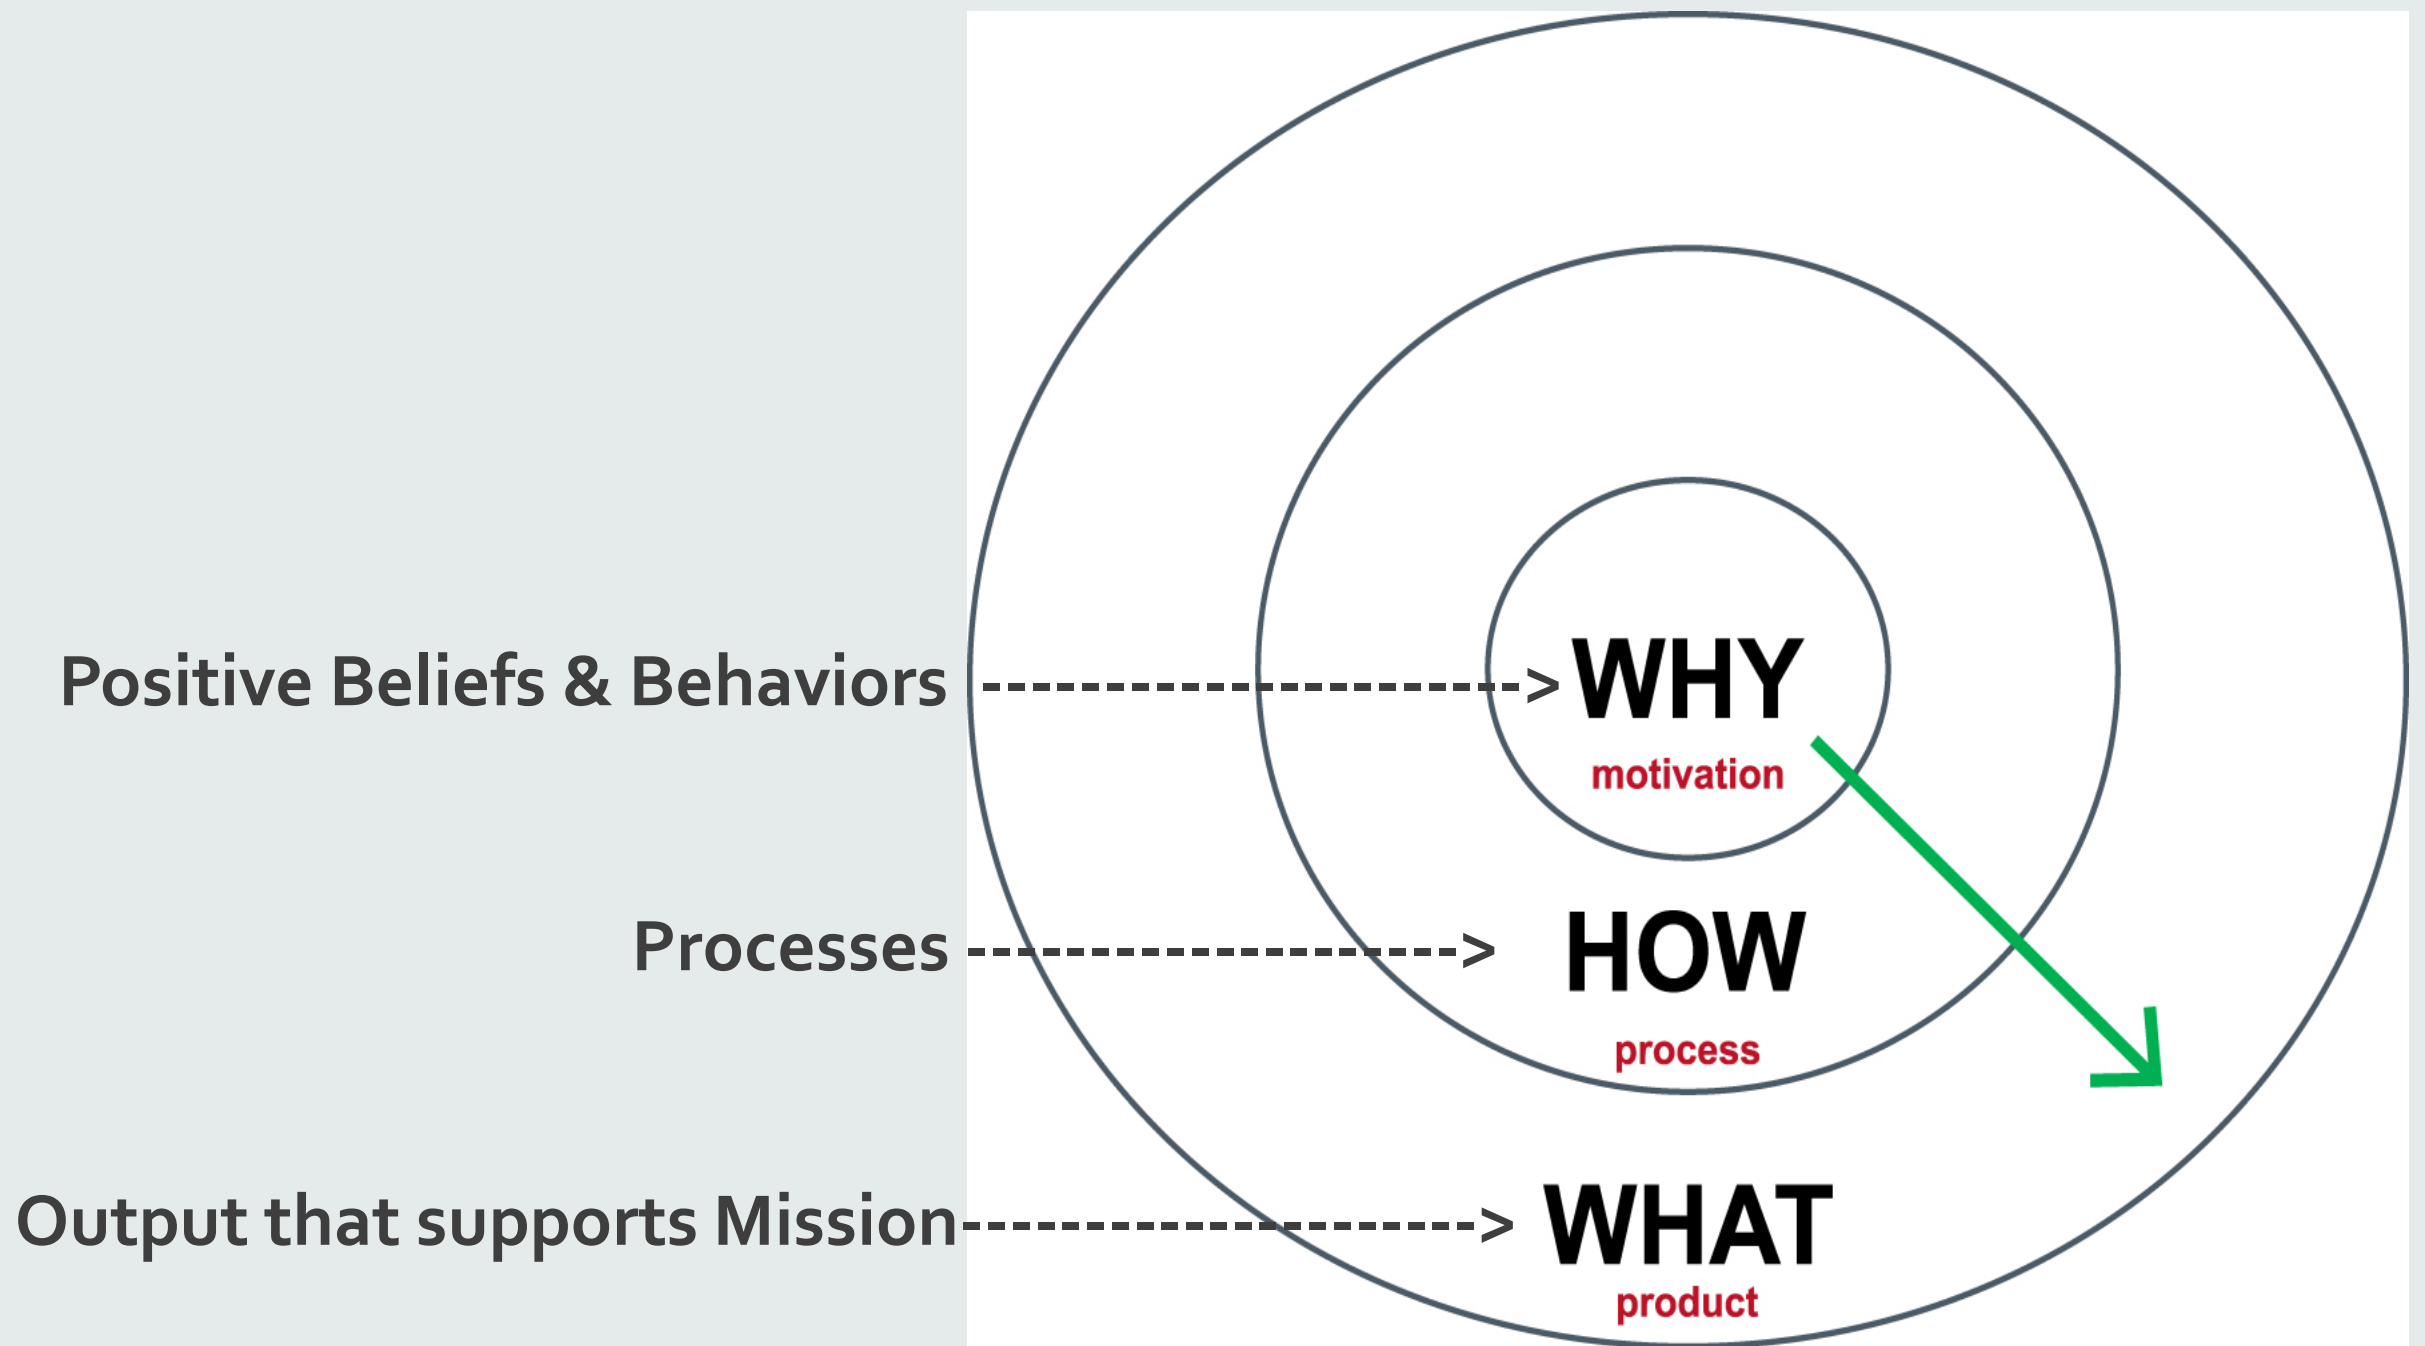 Positive Beliefs & Behaviors -----------------------> WHY
motivation
Processes --------------------> HOW
process
Output that supports Mission---------------------> WHAT
product